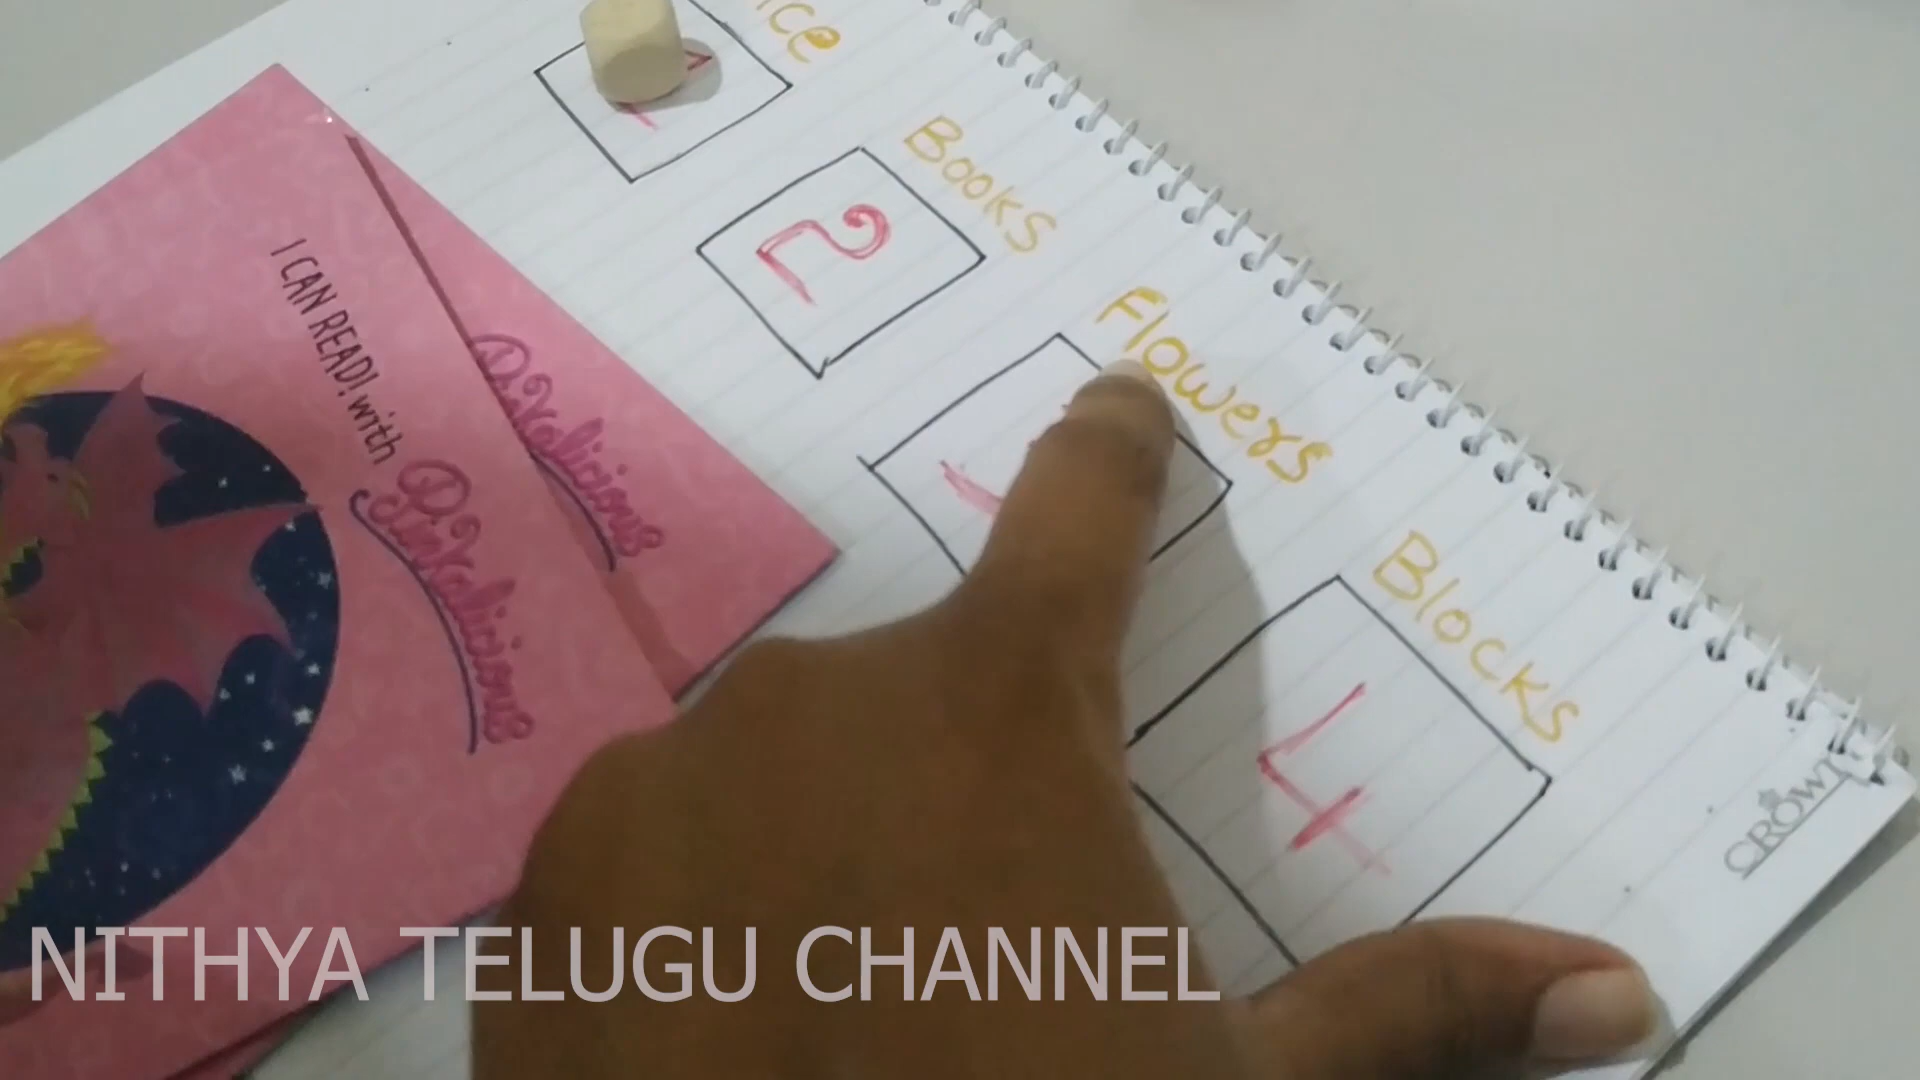 Books
2
Flowers
Blocks
4
I CAN READ! with
Pinkalicious
Pinkalicious
CROWN
NITHYA TELUGU CHANNEL